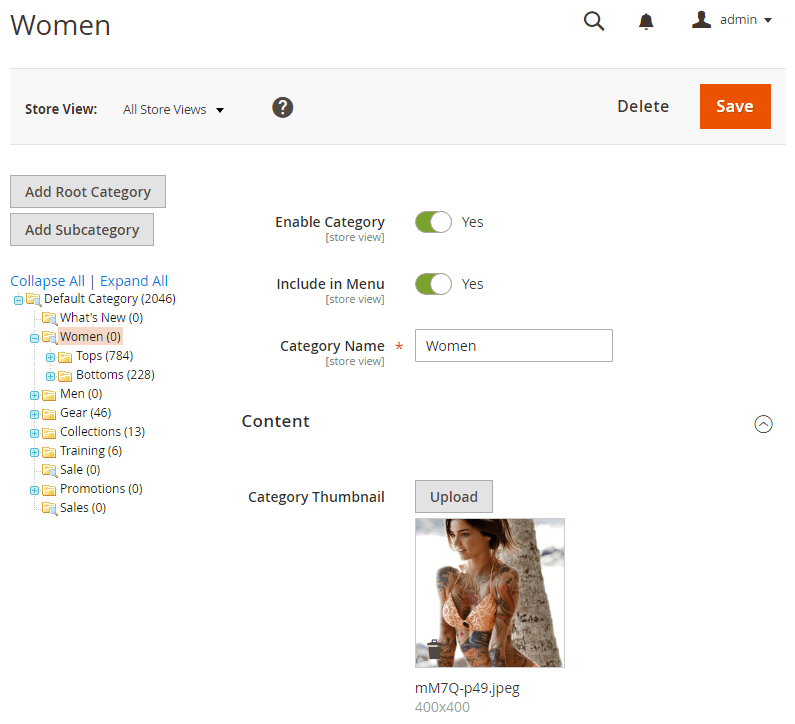 Women
admin
Store View: All Store Views ?
Delete
Save
Add Root Category
Add Subcategory
Collapse All | Expand All
Default Category (2046)
What's New (0)
Women (0)
Tops (784)
Bottoms (228)
Men (0)
Gear (46)
Collections (13)
Training (6)
Sale (0)
Promotions (0)
Sales (0)
Enable Category
[store view]
Yes
Include in Menu
[store view]
Yes
Category Name *
[store view]
Women
Content
Category Thumbnail
Upload
mM7Q-p49.jpeg
400x400